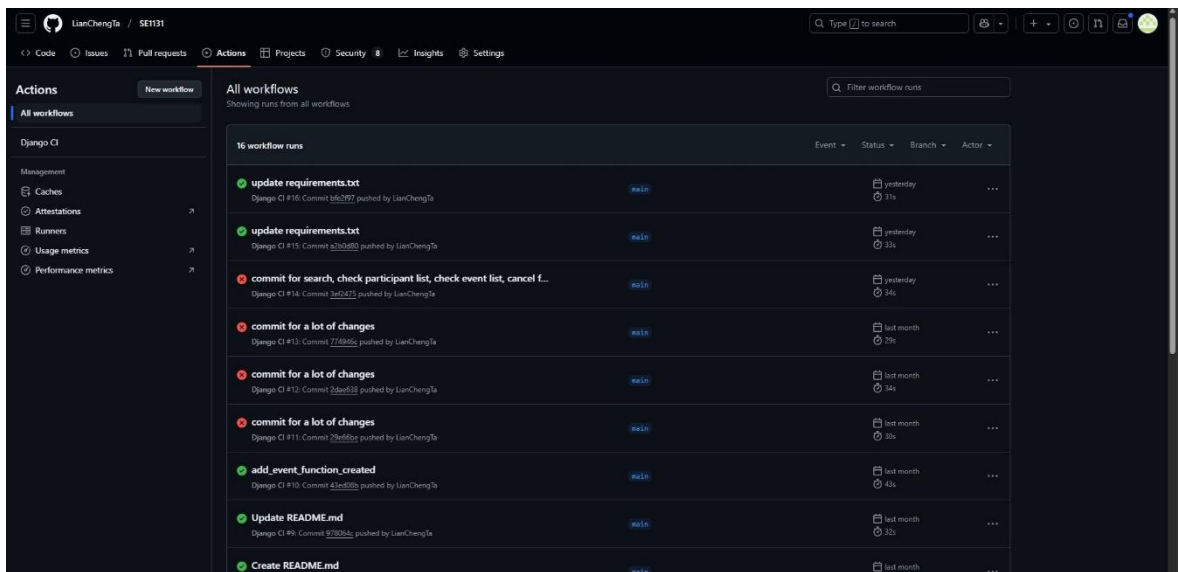 LianChengTa / SE1131
Type / to search
<> Code Issues Pull requests Actions Projects Security 8 Insights Settings
Actions
New workflow
All workflows
Django CI
Management
Caches
Attestations
Runners
Usage metrics
Performance metrics
All workflows
Showing runs from all workflows
Filter workflow runs
16 workflow runs
Event Status Branch Actor
update requirements.txt
Django CI #16: Commit bfe2f97 pushed by LianChengTa
main
yesterday
31s
update requirements.txt
Django CI #15: Commit a2b0d80 pushed by LianChengTa
main
yesterday
33s
commit for search, check participant list, check event list, cancel f...
Django CI #14: Commit 3ef2475 pushed by LianChengTa
main
yesterday
34s
commit for a lot of changes
Django CI #13: Commit 774946c pushed by LianChengTa
main
last month
29s
commit for a lot of changes
Django CI #12: Commit 2dae638 pushed by LianChengTa
main
last month
34s
commit for a lot of changes
Django CI #11: Commit 29e66be pushed by LianChengTa
main
last month
30s
add_event_function_created
Django CI #10: Commit 43ed06b pushed by LianChengTa
main
last month
43s
Update README.md
Django CI #9: Commit 978064c pushed by LianChengTa
main
last month
32s
Create README.md
main
last month